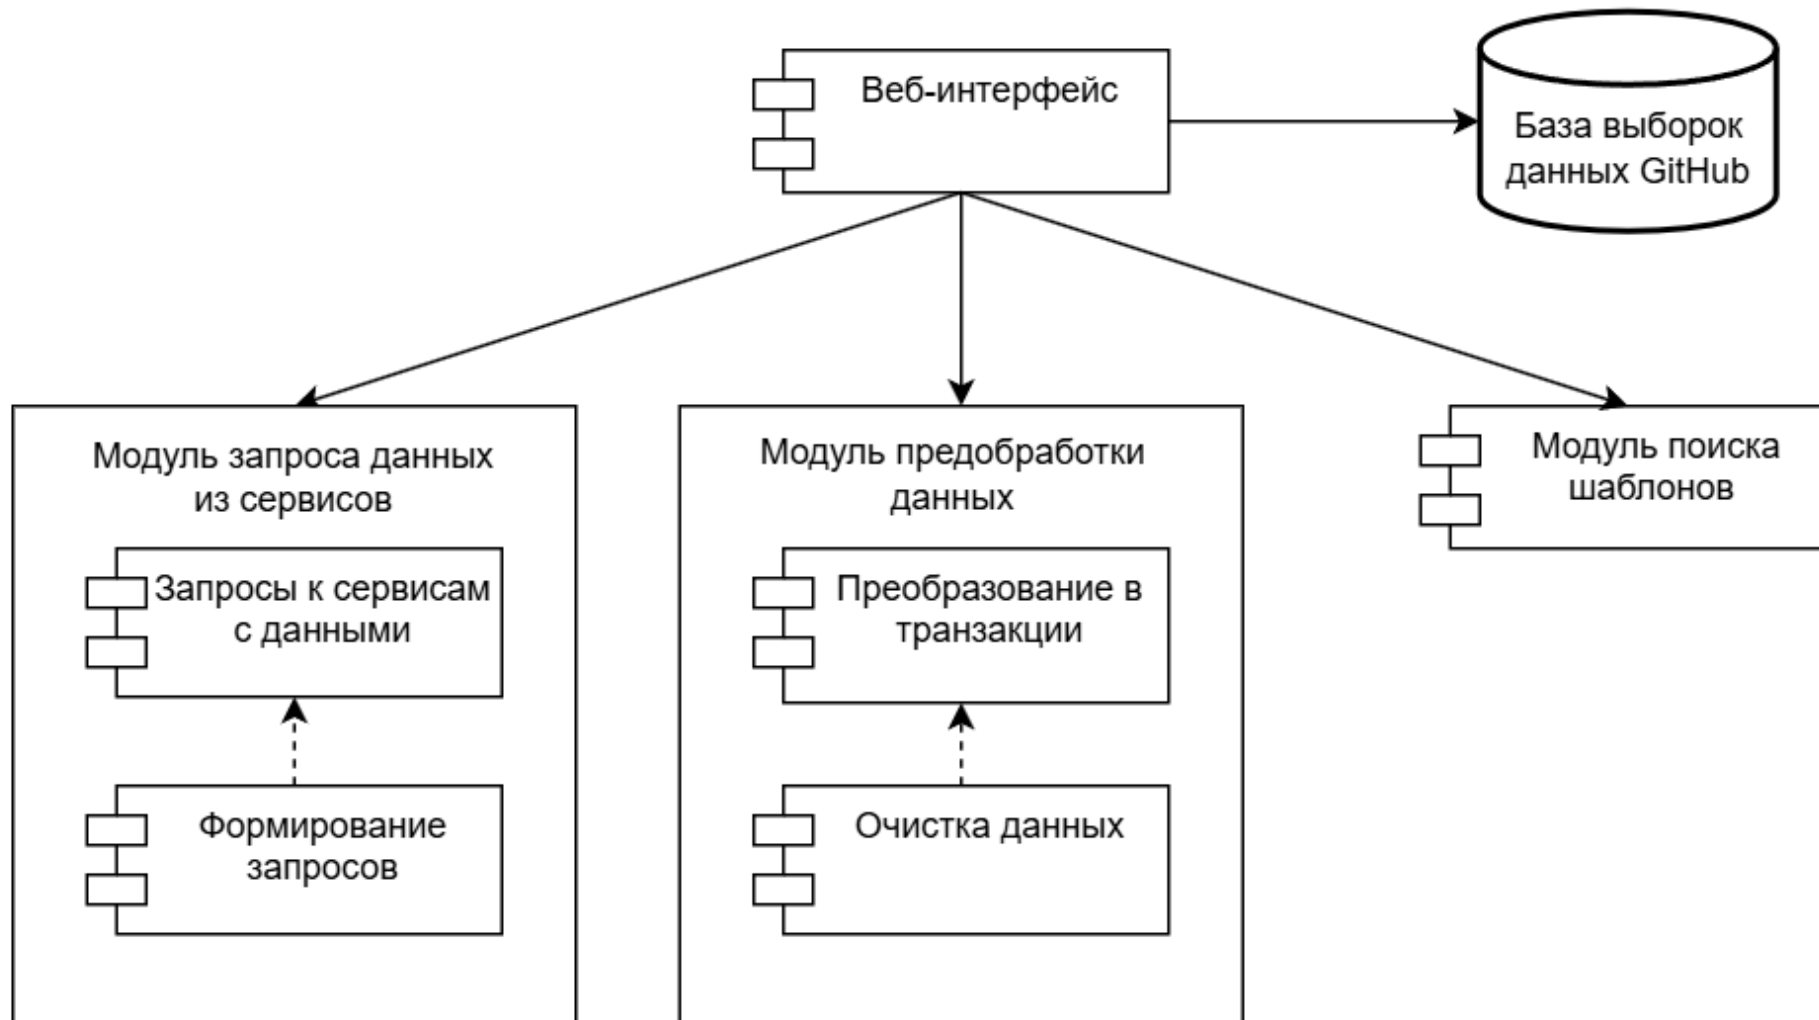 Веб-интерфейс
База выборок
данных GitHub
Модуль запроса данных
из сервисов
Модуль предобработки
данных
Модуль поиска
шаблонов
Запросы к сервисам
с данными
Преобразование в
транзакции
Формирование
запросов
Очистка данных